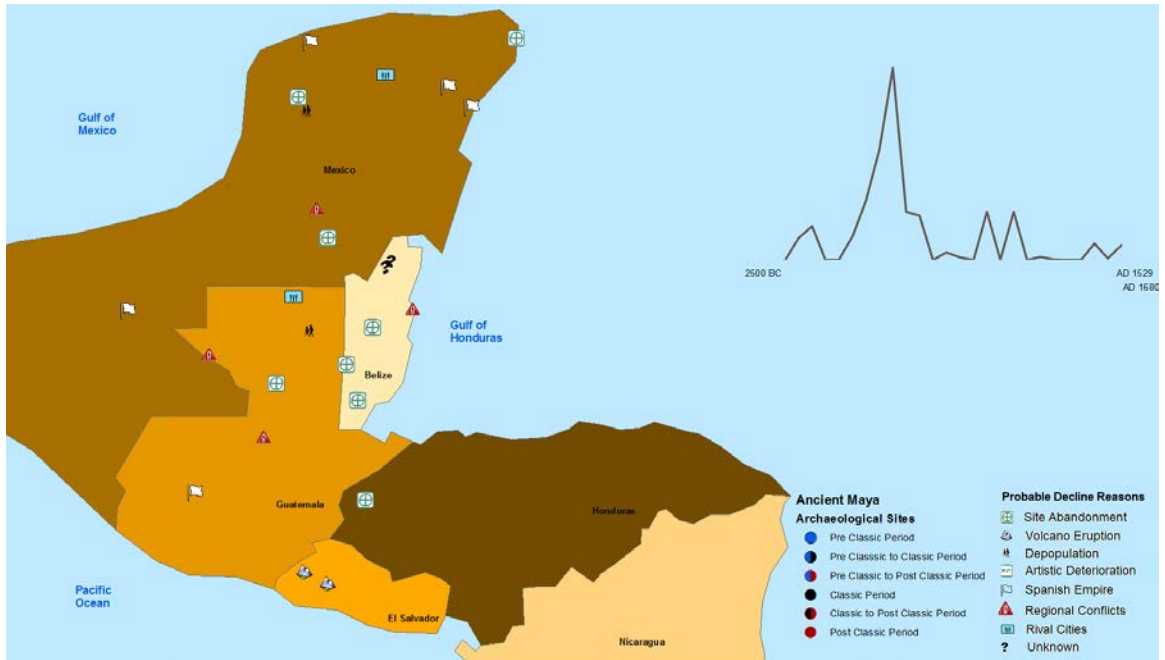 Gulf of
Mexico
Mexico
2500 BC
AD 1529
AD 1680
Gulf of
Honduras
Belize
Guatemala
Honduras
Pacific
Ocean
El Salvador
Nicaragua
Ancient Maya
Archaeological Sites
Pre Classic Period
Pre Classsic to Classic Period
Pre Classic to Post Classic Period
Classic Period
Classic to Post Classic Period
Post Classic Period
Probable Decline Reasons
Site Abandonment
Volcano Eruption
Depopulation
Artistic Deterioration
Spanish Empire
Regional Conflicts
Rival Cities
? Unknown